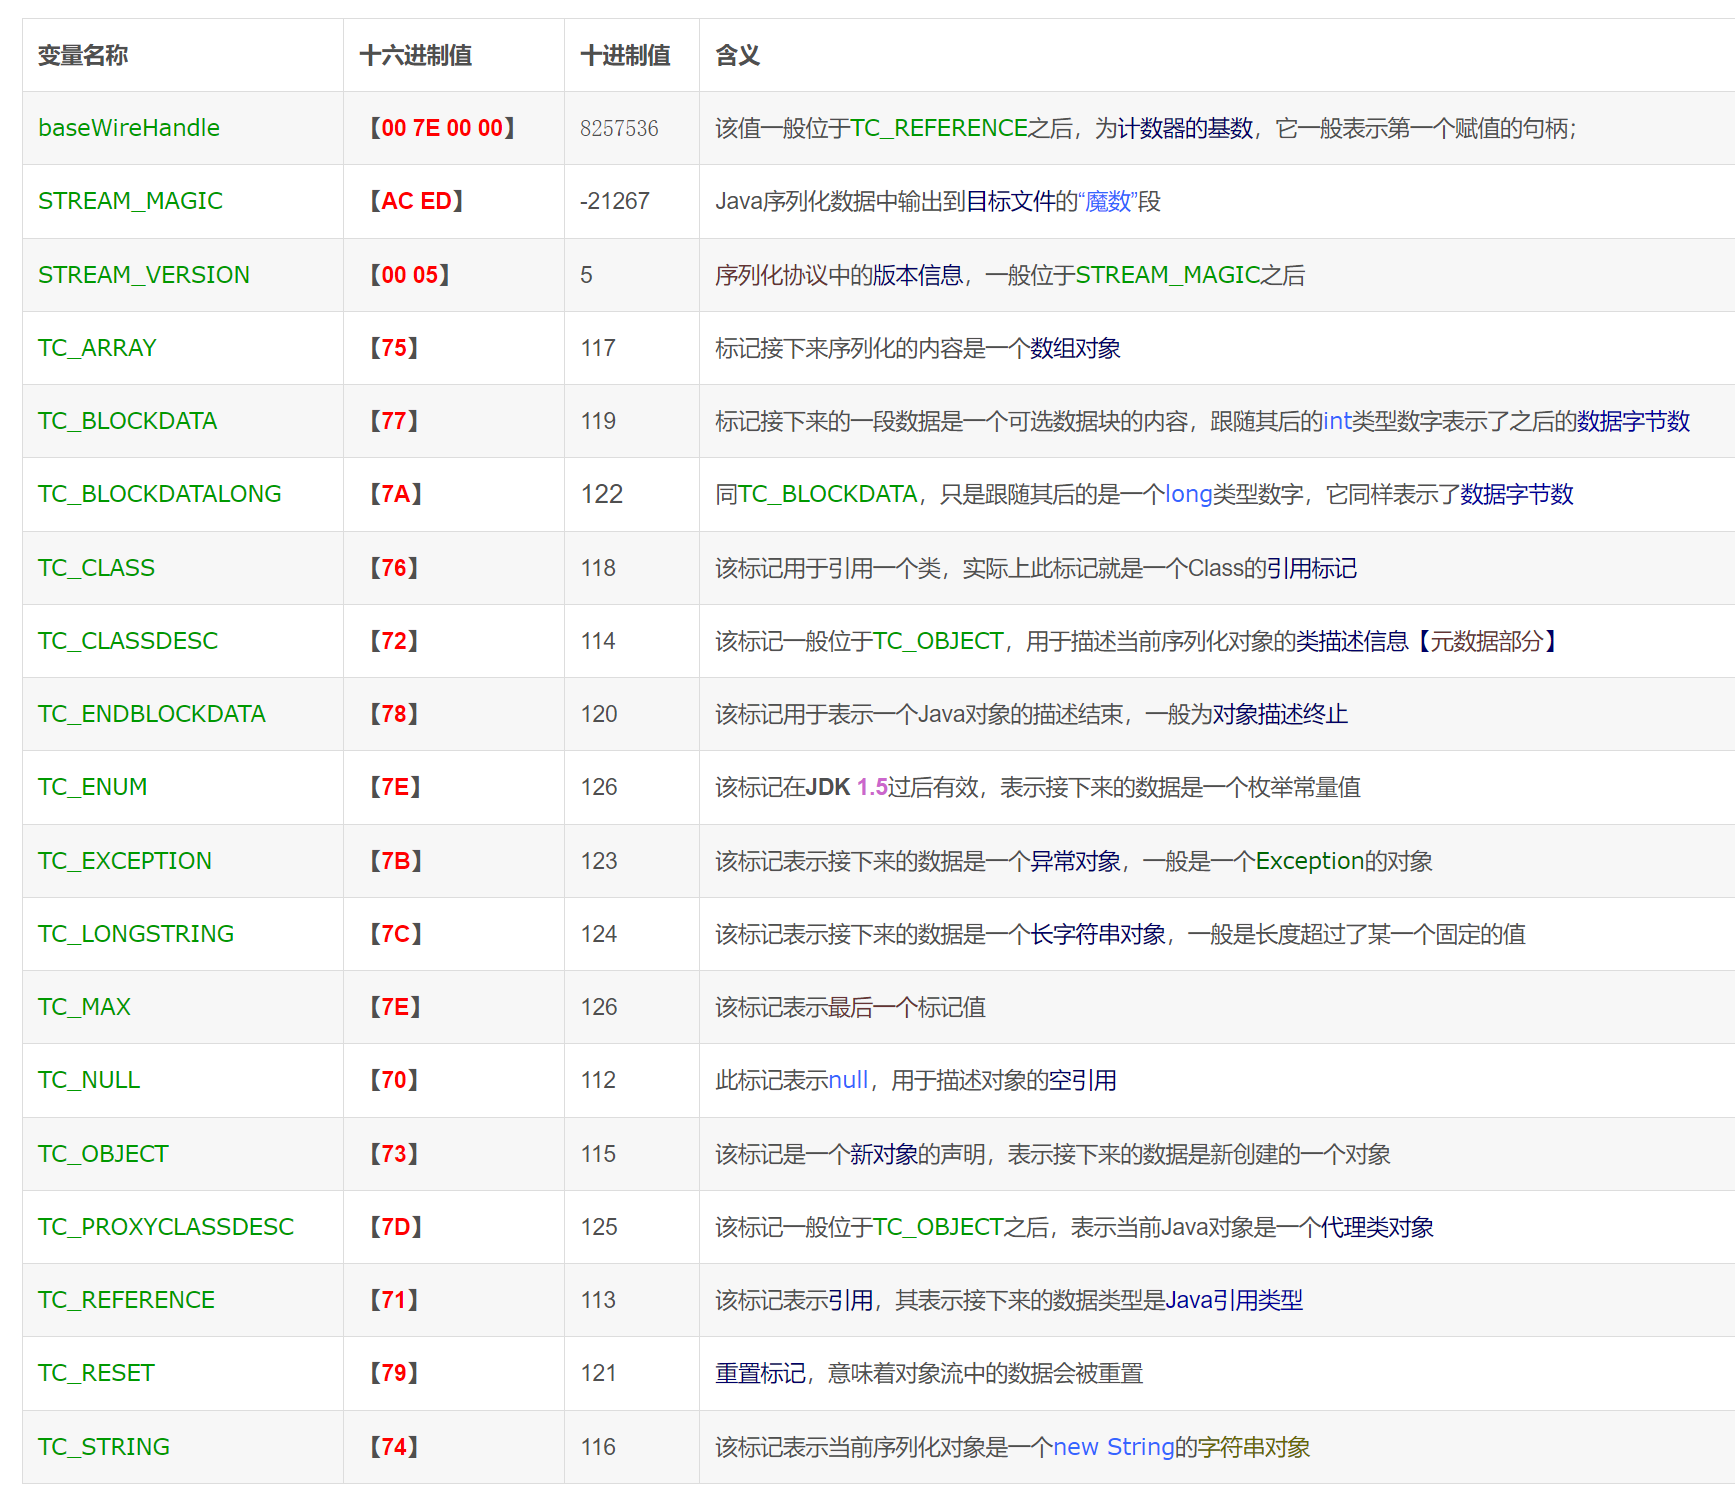 变量名称 十六进制值 十进制值 含义
baseWireHandle 【00 7E 00 00】 8257536 该值一般位于TC_REFERENCE之后，为计数器的基数，它一般表示第一个赋值的句柄；
STREAM_MAGIC 【AC ED】 -21267 Java序列化数据中输出到目标文件的“魔数”段
STREAM_VERSION 【00 05】 5 序列化协议中的版本信息，一般位于STREAM_MAGIC之后
TC_ARRAY 【75】 117 标记接下来序列化的内容是一个数组对象
TC_BLOCKDATA 【77】 119 标记接下来的一段数据是一个可选数据块的内容，跟随其后的int类型数字表示了之后的数据字节数
TC_BLOCKDATALONG 【7A】 122 同TC_BLOCKDATA，只是跟随其后的是一个long类型数字，它同样表示了数据字节数
TC_CLASS 【76】 118 该标记用于引用一个类，实际上此标记就是一个Class的引用标记
TC_CLASSDESC 【72】 114 该标记一般位于TC_OBJECT，用于描述当前序列化对象的类描述信息【元数据部分】
TC_ENDBLOCKDATA 【78】 120 该标记用于表示一个Java对象的描述结束，一般为对象描述终止
TC_ENUM 【7E】 126 该标记在JDK 1.5过后有效，表示接下来的数据是一个枚举常量值
TC_EXCEPTION 【7B】 123 该标记表示接下来的数据是一个异常对象，一般是一个Exception的对象
TC_LONGSTRING 【7C】 124 该标记表示接下来的数据是一个长字符串对象，一般是长度超过了某一个固定的值
TC_MAX 【7E】 126 该标记表示最后一个标记值
TC_NULL 【70】 112 此标记表示null，用于描述对象的空引用
TC_OBJECT 【73】 115 该标记是一个新对象的声明，表示接下来的数据是新创建的一个对象
TC_PROXYCLASSDESC 【7D】 125 该标记一般位于TC_OBJECT之后，表示当前Java对象是一个代理类对象
TC_REFERENCE 【71】 113 该标记表示引用，其表示接下来的数据类型是Java引用类型
TC_RESET 【79】 121 重置标记，意味着对象流中的数据会被重置
TC_STRING 【74】 116 该标记表示当前序列化对象是一个new String的字符串对象